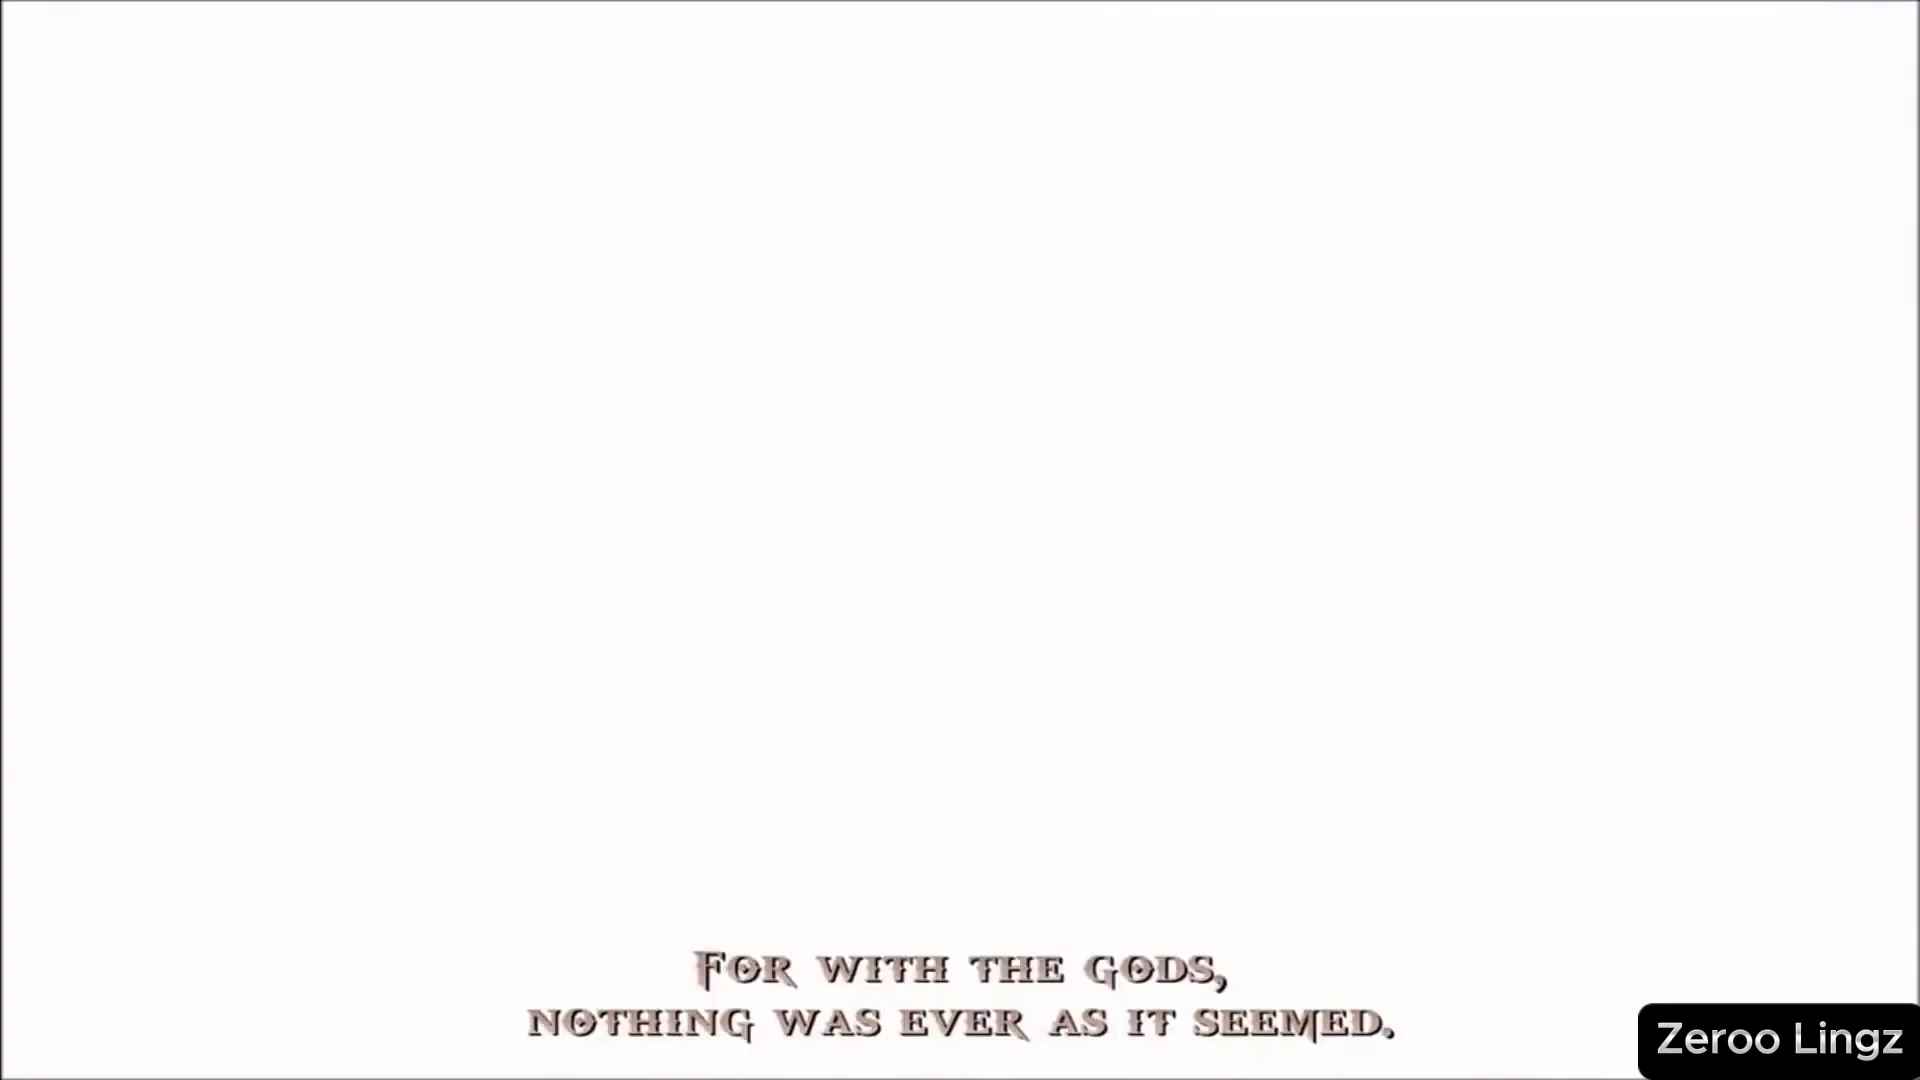 For with the gods,
nothing was ever as it seemed.
Zeroo Lingz